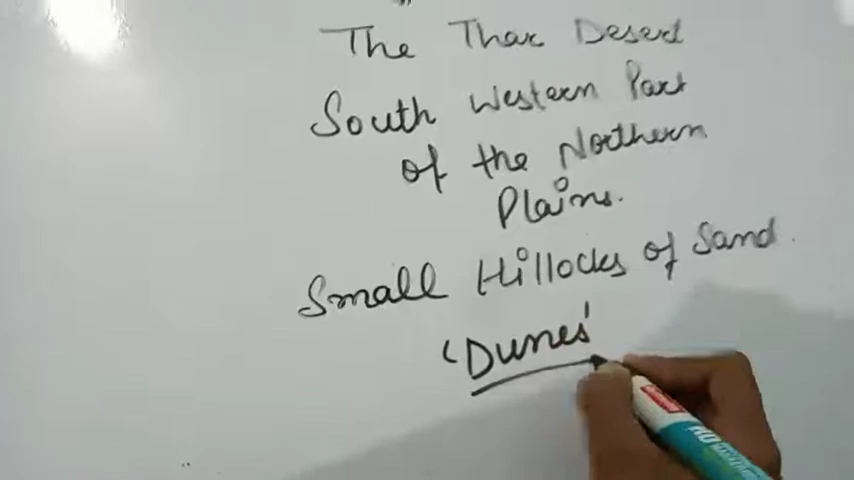 The Thar Desert
South Western Part
of the Northern
Plains.
Small Hillocks of Sand.
'Dunes'